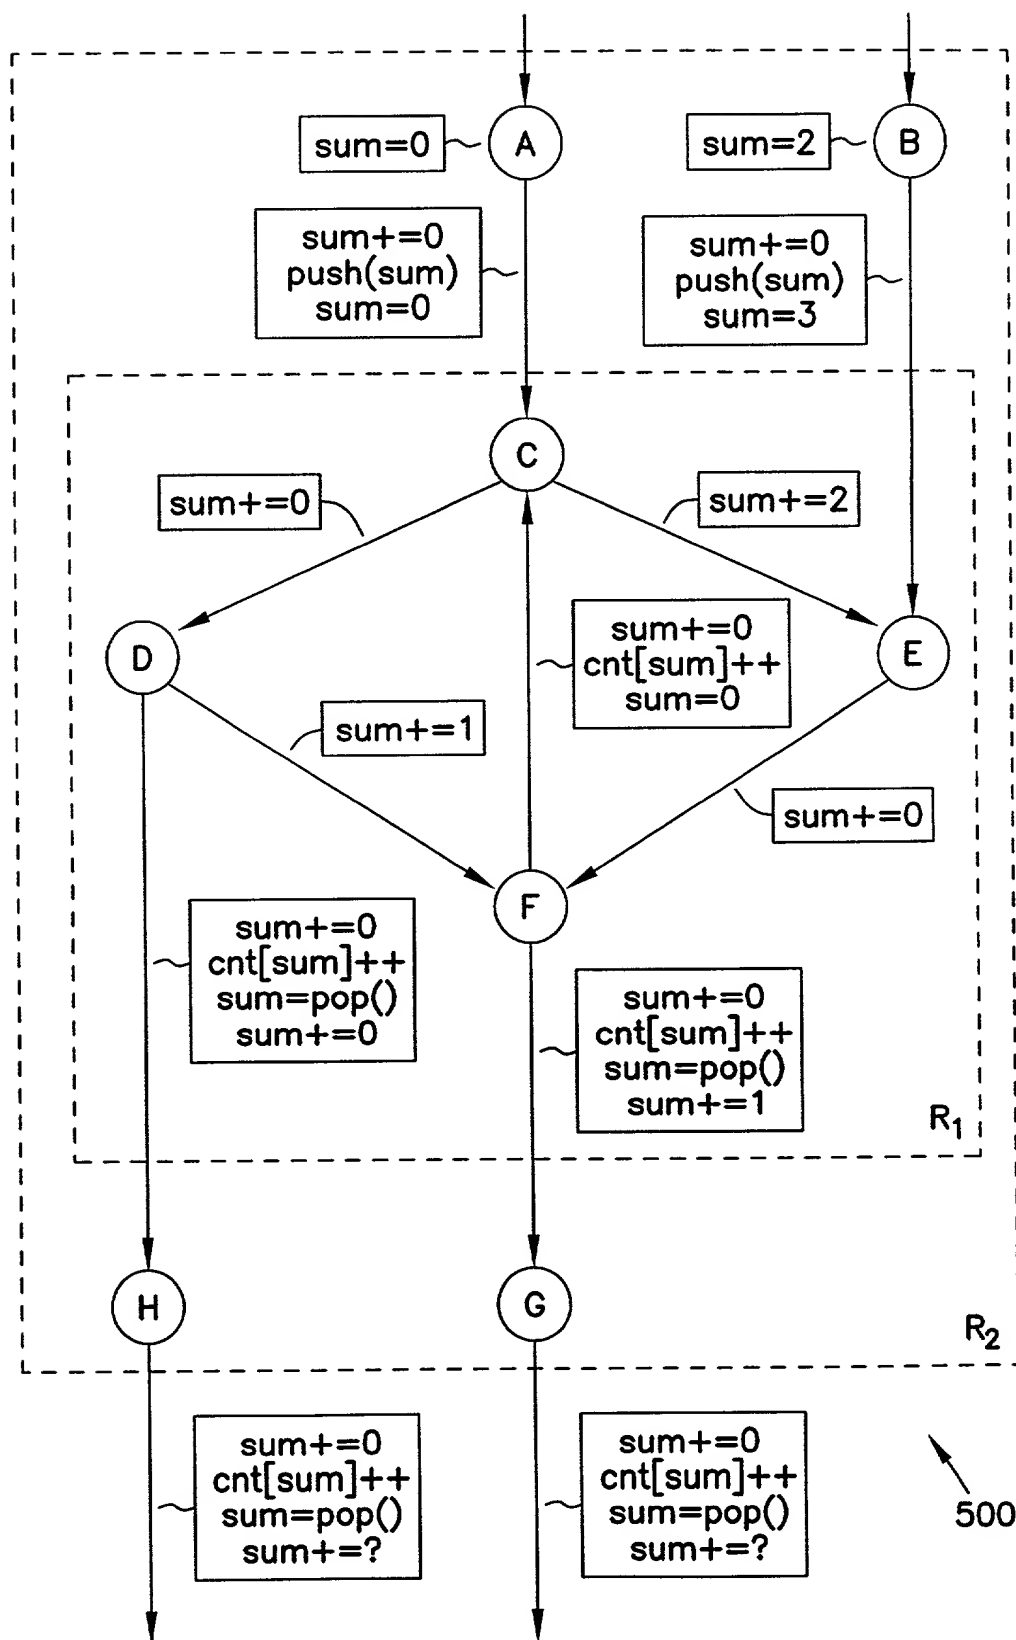 sum=0
A
sum=2
B
sum+=0
push(sum)
sum=0
sum+=0
push(sum)
sum=3
C
sum+=0
sum+=2
D
sum+=0
cnt[sum]++
sum=0
E
sum+=1
sum+=0
F
sum+=0
cnt[sum]++
sum=pop()
sum+=0
sum+=0
cnt[sum]++
sum=pop()
sum+=1
R1
H
G
R2
sum+=0
cnt[sum]++
sum=pop()
sum+=?
sum+=0
cnt[sum]++
sum=pop()
sum+=?
500